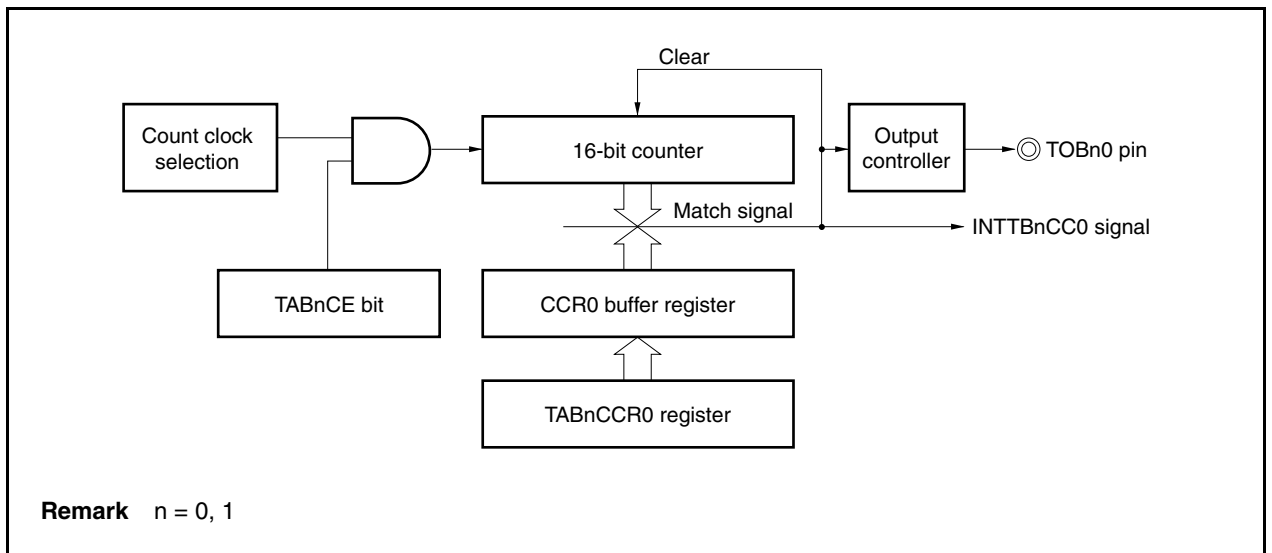 Clear
Count clock
selection
16-bit counter
Output
controller
TOBn0 pin
Match signal
INTTBnCC0 signal
TABnCE bit
CCR0 buffer register
TABnCCR0 register
Remark n = 0, 1